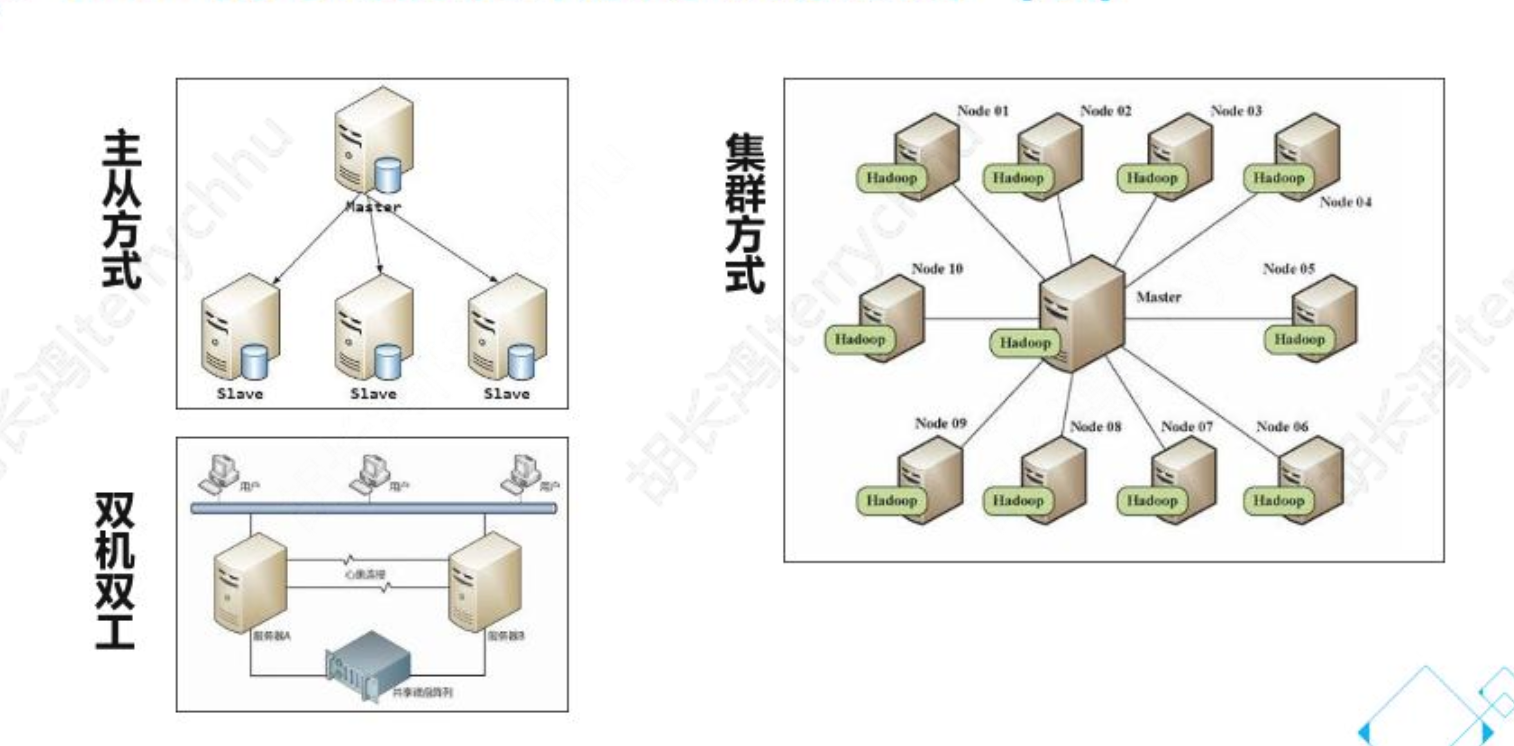 主从方式
Master
Slave
Slave
Slave
双机双工
用户
用户
用户
心跳连接
服务器A
服务器B
共享磁盘阵列
集群方式
Node 01
Node 02
Node 03
Hadoop
Hadoop
Hadoop
Hadoop
Node 04
Node 10
Node 05
Master
Hadoop
Hadoop
Hadoop
Node 09
Node 08
Node 07
Node 06
Hadoop
Hadoop
Hadoop
Hadoop
胡长鸿|terrychhu